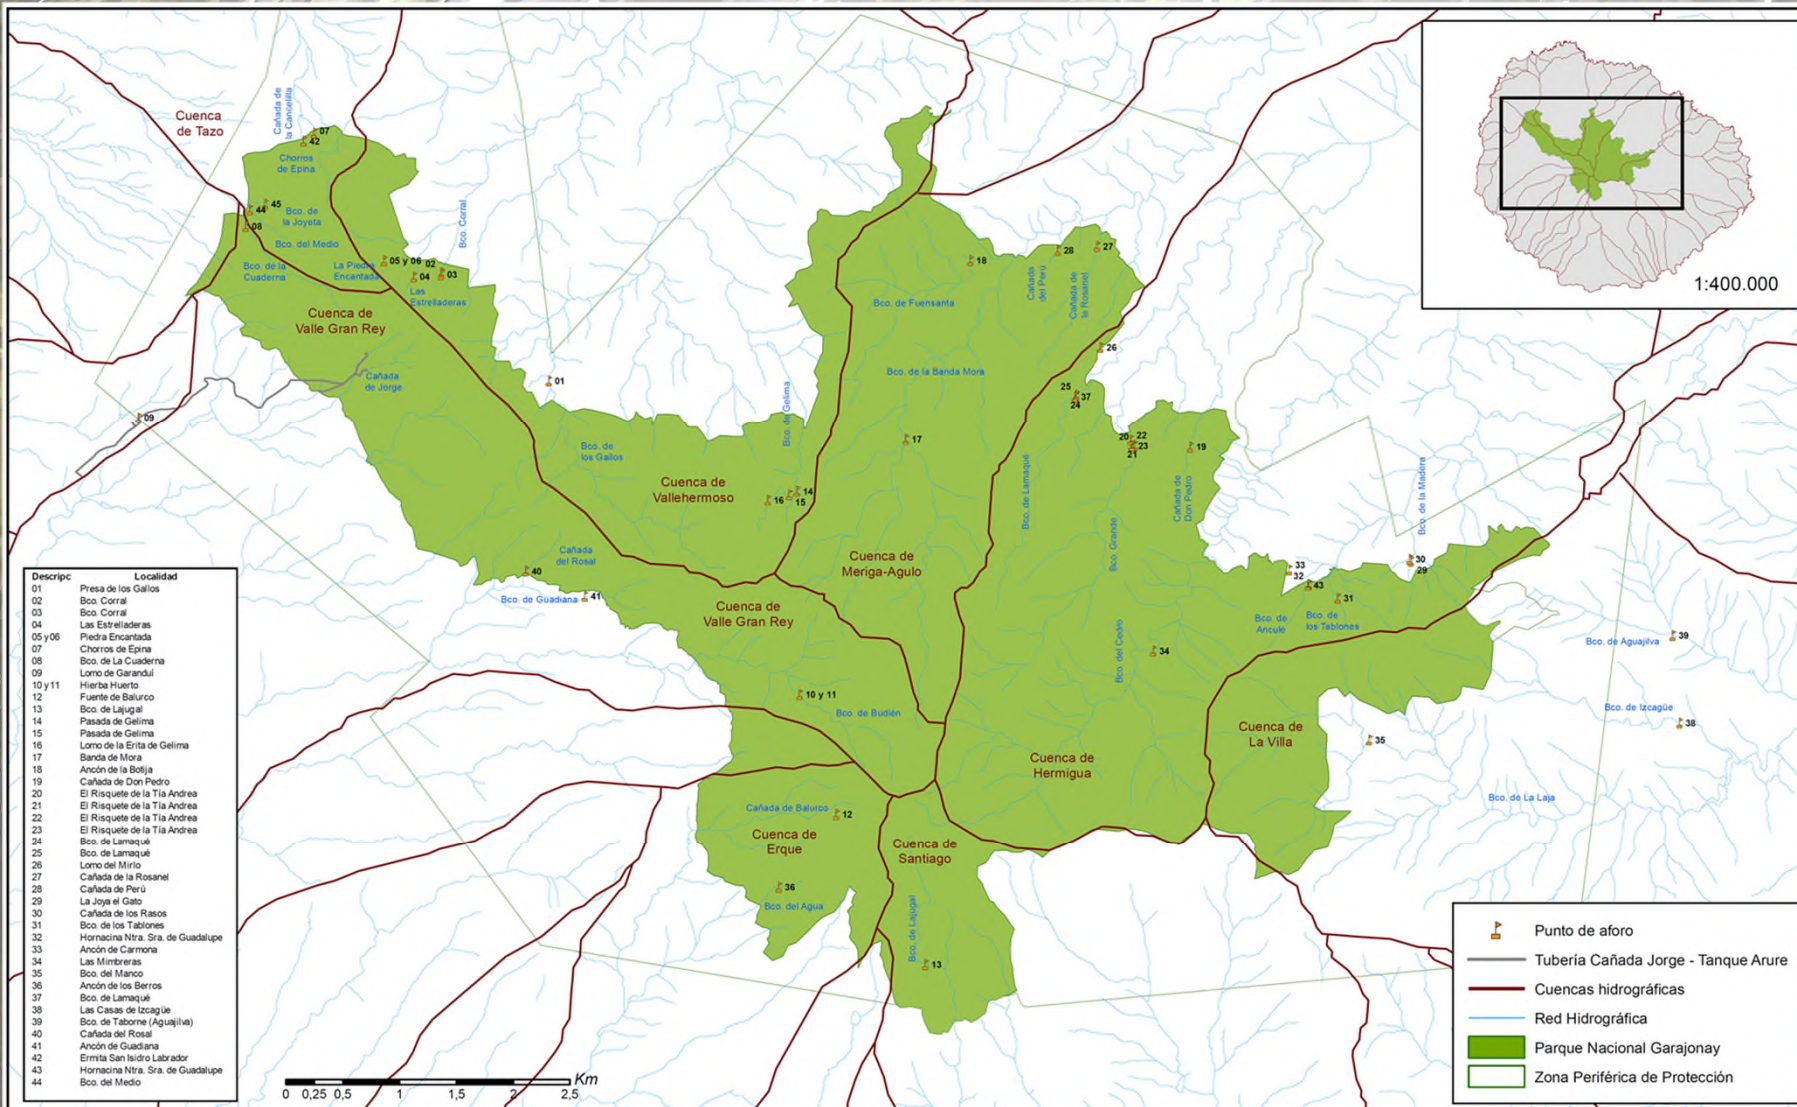 Cuenca
de Tazo
Cañada de
la Cancelilla
07
42
Chorros
de Epina
44
45
08
Bco. de
la Joyeta
Bco. del Medio
Bco. de la
Cuaderna
La Piedra
Encantada
05 y 06
02
04
03
Las
Estrelladeras
Bco. Corral
Cuenca de
Valle Gran Rey
Cañada
de Jorge
09
01
Bco. de
los Gallos
Cuenca de
Vallehermoso
Bco. de Gelima
16
14
15
Cañada
del Rosal
40
Bco. de Guadiana
41
Cuenca de
Valle Gran Rey
10 y 11
Bco. de Budién
18
28
27
Bco. de Fuensanta
Cañada
del Perú
Cañada de
la Rosanel
26
Bco. de la Banda Mora
25
37
24
17
20
22
23
21
19
Bco. de Lamaqué
Cañada de
Don Pedro
Bco. Grande
Cuenca de
Meriga-Agulo
Bco. del Cedro
34
Cuenca de
Hermigua
33
32
43
31
30
29
Bco. de la Madera
Bco. de
Ancule
Bco. de
los Tablones
Cuenca de
La Villa
35
Bco. de Aguajilva
39
Bco. de Izcagüe
38
Bco. de La Laja
Cañada de Balurco
12
Cuenca de
Erque
36
Bco. del Agua
Cuenca de
Santiago
Bco. de Lajugal
13
1:400.000
Descripc Localidad
01 Presa de los Gallos
02 Bco. Corral
03 Bco. Corral
04 Las Estrelladeras
05 y06 Piedra Encantada
07 Chorros de Epina
08 Bco. de La Cuaderna
09 Lomo de Garandul
10 y 11 Hierba Huerto
12 Fuente de Balurco
13 Bco. de Lajugal
14 Pasada de Gelima
15 Pasada de Gelima
16 Lomo de la Erita de Gelima
17 Banda de Mora
18 Ancón de la Botija
19 Cañada de Don Pedro
20 El Risquete de la Tía Andrea
21 El Risquete de la Tía Andrea
22 El Risquete de la Tía Andrea
23 El Risquete de la Tía Andrea
24 Bco. de Lamaqué
25 Bco. de Lamaqué
26 Lomo del Mirlo
27 Cañada de la Rosanel
28 Cañada de Perú
29 La Joya el Gato
30 Cañada de los Rasos
31 Bco. de los Tablones
32 Hornacina Ntra. Sra. de Guadalupe
33 Ancón de Carmona
34 Las Mimbreras
35 Bco. del Manco
36 Ancón de los Berros
37 Bco. de Lamaqué
38 Las Casas de Izcagüe
39 Bco. de Taborne (Aguajilva)
40 Cañada del Rosal
41 Ancón de Guadiana
42 Ermita San Isidro Labrador
43 Hornacina Ntra. Sra. de Guadalupe
44 Bco. del Medio
Km
0 0,25 0,5 1 1,5 2 2,5
Punto de aforo
Tubería Cañada Jorge - Tanque Arure
Cuencas hidrográficas
Red Hidrográfica
Parque Nacional Garajonay
Zona Periférica de Protección